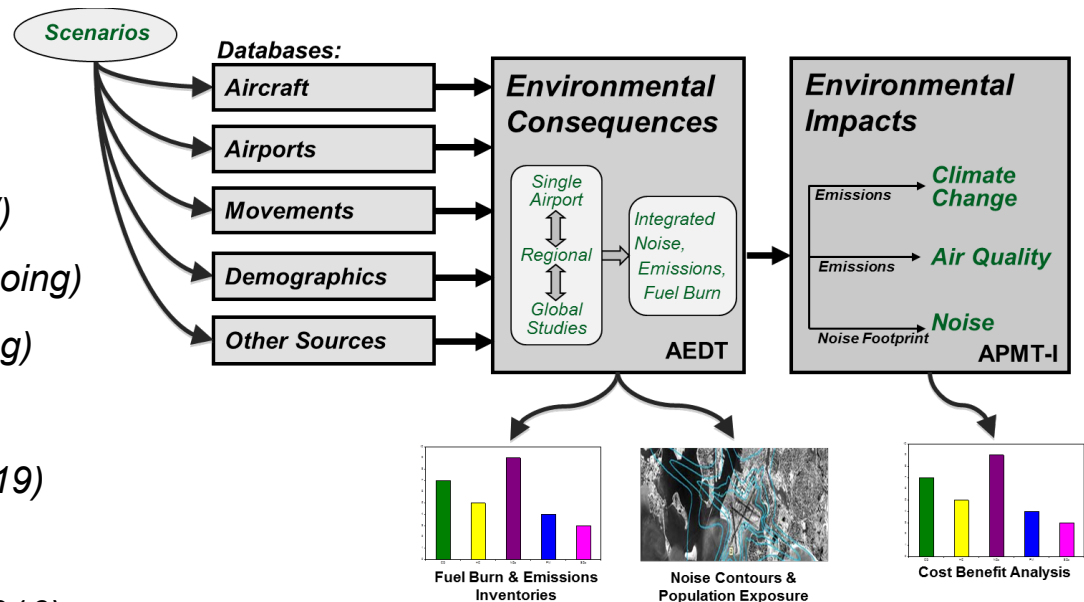 Scenarios
)
oing)
g)
19)
Databases:
Aircraft
Airports
Movements
Demographics
Other Sources
Environmental
Consequences
Single
Airport
Regional
Global
Studies
Integrated
Noise,
Emissions,
Fuel Burn
AEDT
Environmental
Impacts
Emissions
Climate
Change
Emissions
Air Quality
Noise Footprint
Noise
APMT-I
Fuel Burn & Emissions
Inventories
Noise Contours &
Population Exposure
Cost Benefit Analysis